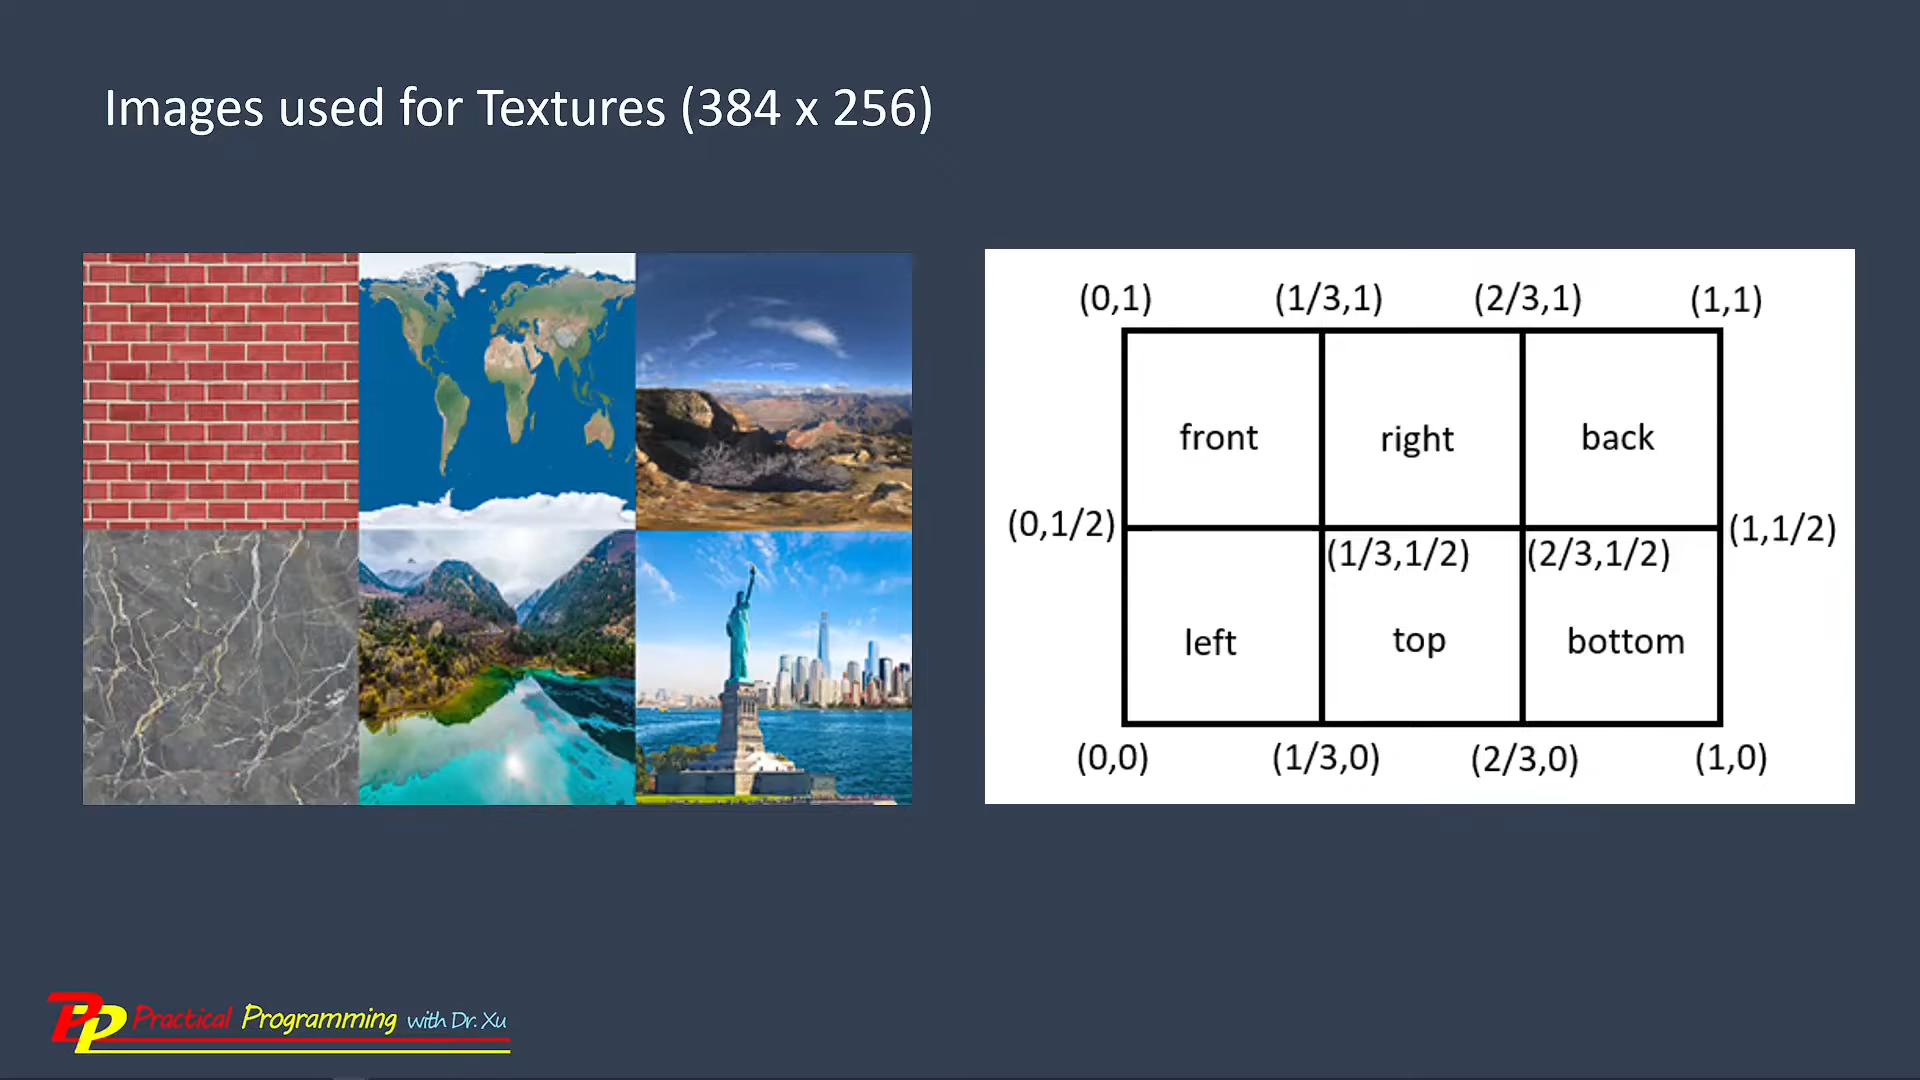 Images used for Textures (384 x 256)
(0,1) (1/3,1) (2/3,1) (1,1)
front right back
(0,1/2) (1/3,1/2) (2/3,1/2) (1,1/2)
left top bottom
(0,0) (1/3,0) (2/3,0) (1,0)
PP Practical Programming with Dr. Xu